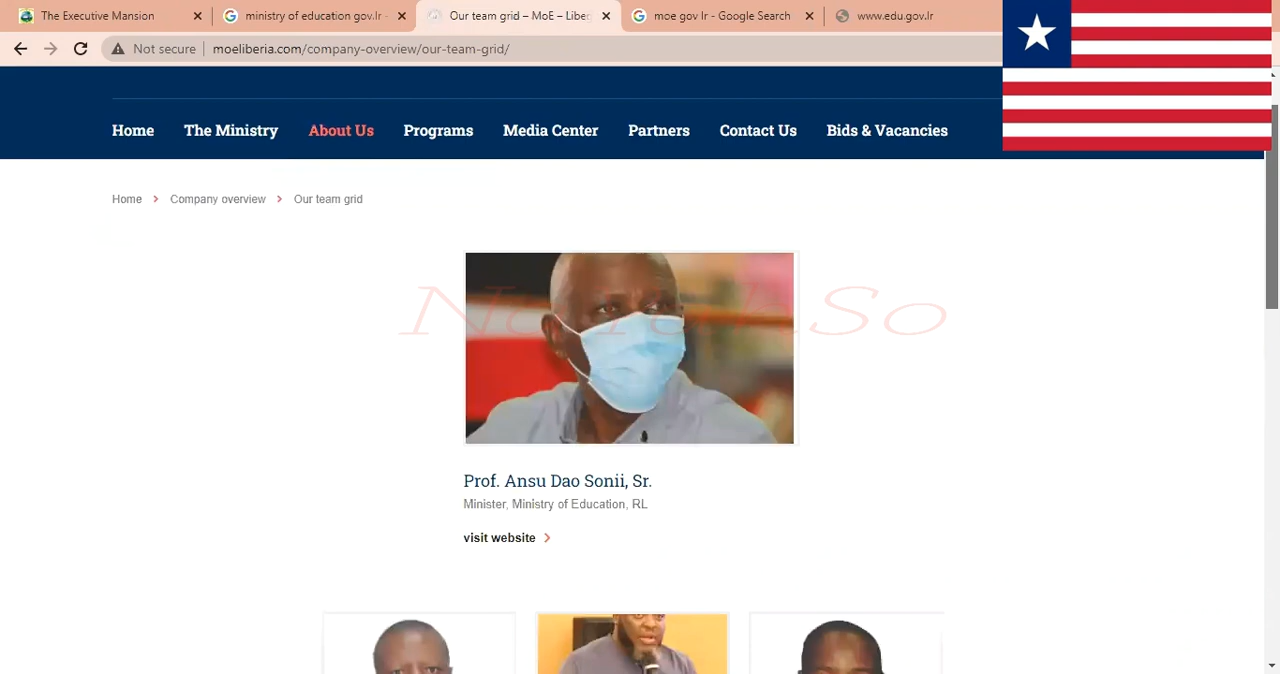 The Executive Mansion
ministry of education gov.lr -
Our team grid – MoE – Liber
moe gov lr - Google Search
www.edu.gov.lr
Not secure
moeliberia.com/company-overview/our-team-grid/
Home
The Ministry
About Us
Programs
Media Center
Partners
Contact Us
Bids & Vacancies
Home > Company overview > Our team grid
Prof. Ansu Dao Sonii, Sr.
Minister, Ministry of Education, RL
visit website >